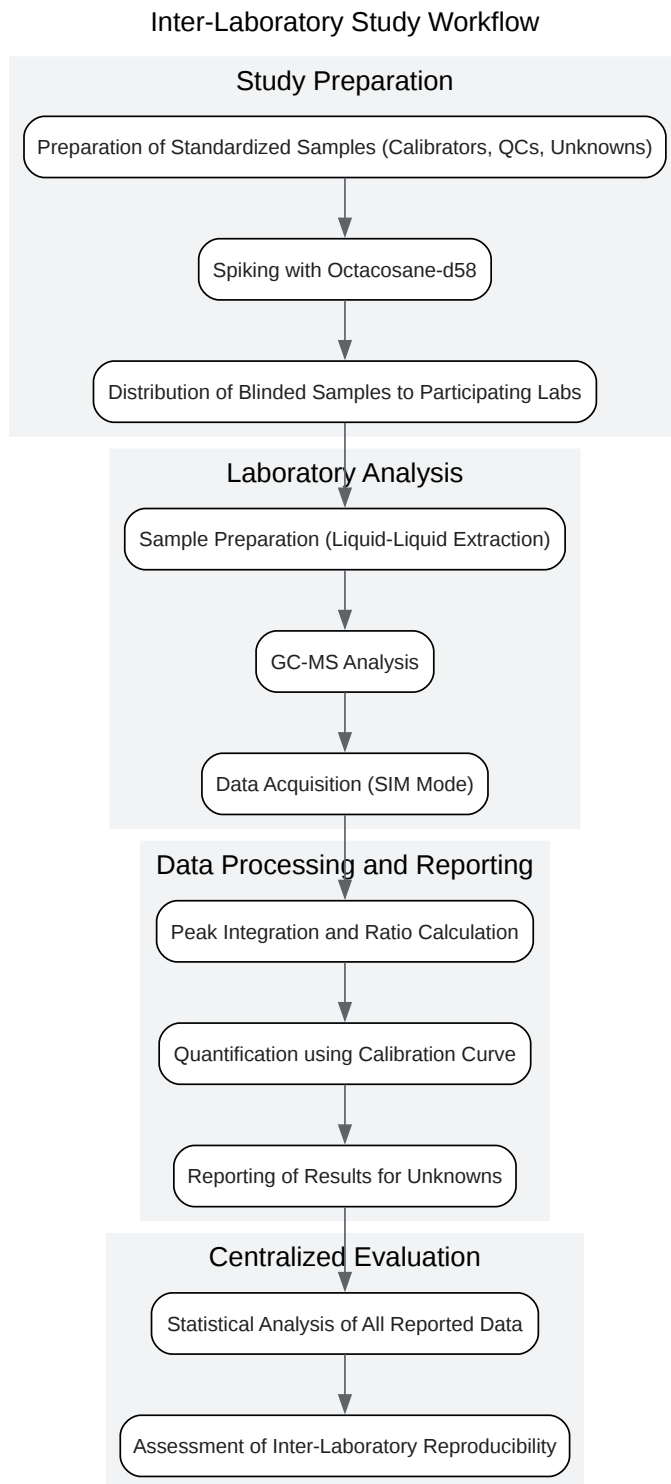 Inter-Laboratory Study Workflow
Study Preparation
Preparation of Standardized Samples (Calibrators, QCs, Unknowns)
Spiking with Octacosane-d58
Distribution of Blinded Samples to Participating Labs
Laboratory Analysis
Sample Preparation (Liquid-Liquid Extraction)
GC-MS Analysis
Data Acquisition (SIM Mode)
Data Processing and Reporting
Peak Integration and Ratio Calculation
Quantification using Calibration Curve
Reporting of Results for Unknowns
Centralized Evaluation
Statistical Analysis of All Reported Data
Assessment of Inter-Laboratory Reproducibility